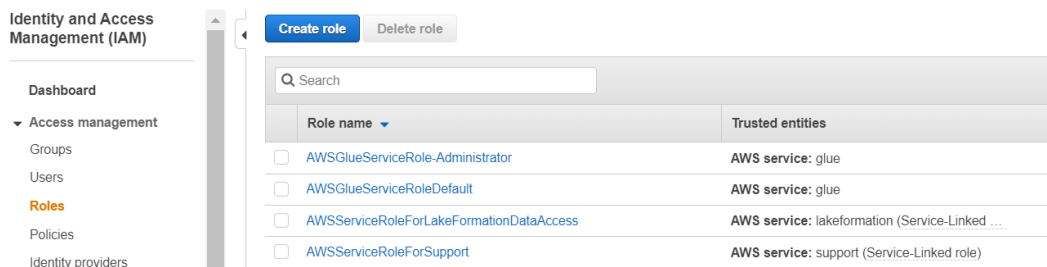 Identity and Access
Management (IAM)
Dashboard
Access management
Groups
Users
Roles
Policies
Identity providers
Create role
Delete role
Search
Role name
Trusted entities
AWSGlueServiceRole-Administrator
AWS service: glue
AWSGlueServiceRoleDefault
AWS service: glue
AWSServiceRoleForLakeFormationDataAccess
AWS service: lakeformation (Service-Linked ...
AWSServiceRoleForSupport
AWS service: support (Service-Linked role)